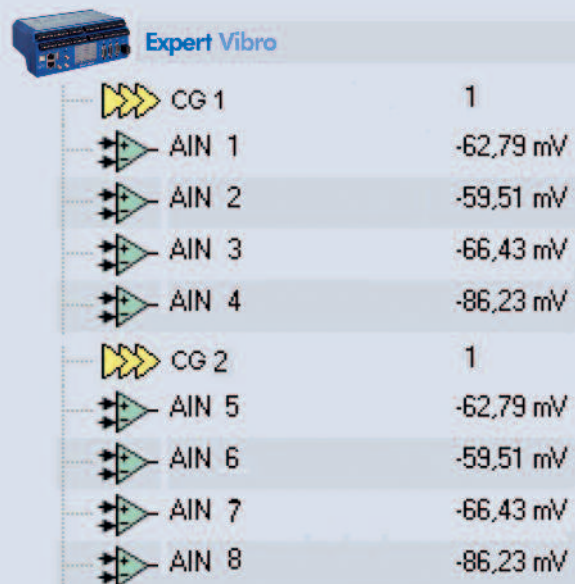 Expert Vibro
CG 1 1
AIN 1 -62,79 mV
AIN 2 -59,51 mV
AIN 3 -66,43 mV
AIN 4 -86,23 mV
CG 2 1
AIN 5 -62,79 mV
AIN 6 -59,51 mV
AIN 7 -66,43 mV
AIN 8 -86,23 mV